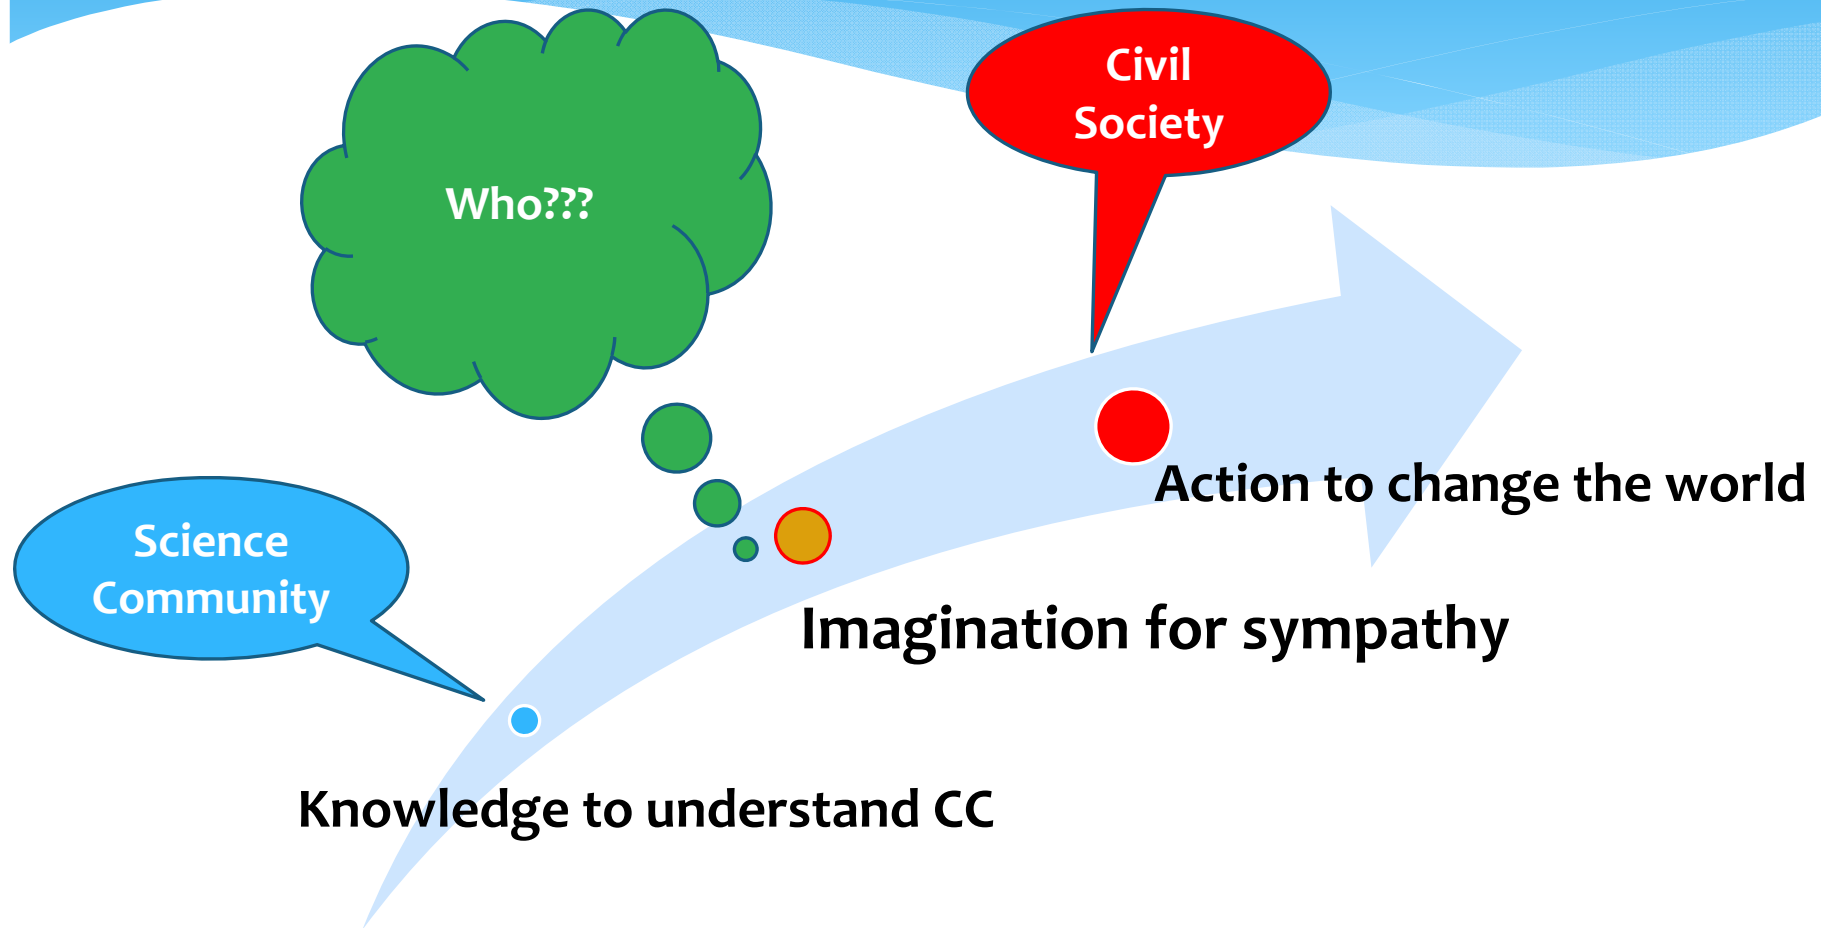 Civil
Society
Who???
Action to change the world
Science
Community
Imagination for sympathy
Knowledge to understand CC